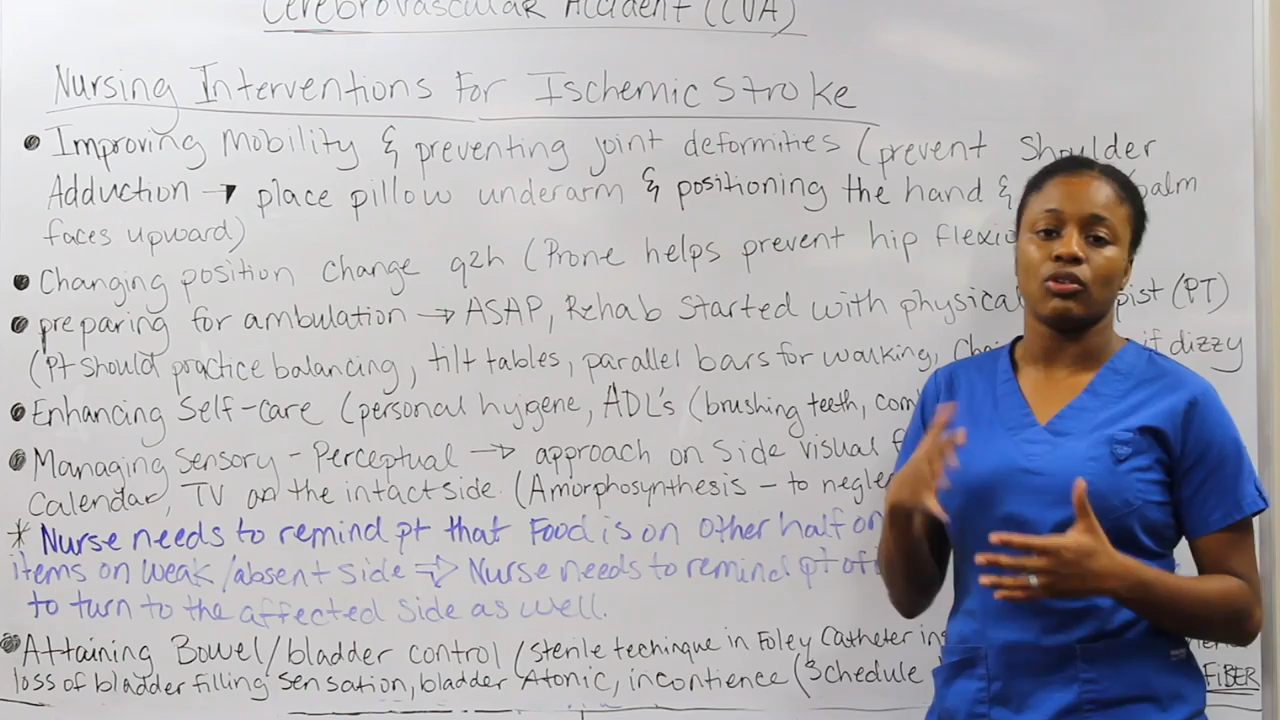 Cerebrovascular Accident (CVA)
Nursing Interventions For Ischemic Stroke
• Improving Mobility & preventing joint deformities (prevent Shoulder
Adduction → place pillow underarm & positioning the hand & palm
faces upward)
• Changing position change q2h (Prone helps prevent hip
• preparing for ambulation → ASAP, Rehab Started with physical (PT)
(Pt should practice balancing, tilt tables, parallel bars for walking, if dizzy
• Enhancing Self-care (personal hygene, ADL's (brushing teeth,
• Managing Sensory - Perceptual → approach on side visual
Calendar, TV on the intact side. (Amorphosynthesis - to
* Nurse needs to remind pt that Food is on other half on
items on weak/absent side ⇒ Nurse needs to remind pt of
to turn to the affected side as well.
• Attaining Bowel/bladder control (sterile techinque in Foley Catheter
loss of bladder filling sensation, bladder Atonic, incontience (Schedule FIBER